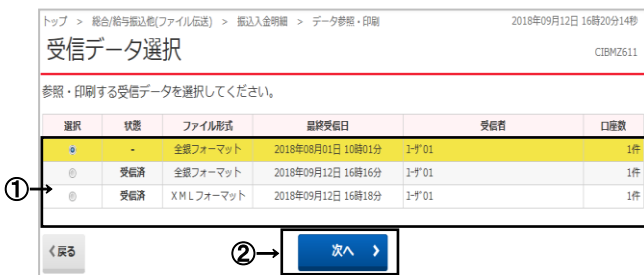 トップ > 総合/給与振込他(ファイル伝送) > 振込入金明細 > データ参照・印刷 2018年09月12日 16時20分14秒
受信データ選択 CIBMZ611
参照・印刷する受信データを選択してください。
選択 状態 ファイル形式 最終受信日 受信者 口座数
- 全銀フォーマット 2018年08月01日 10時01分 ﾕｰｻﾞ01 1件
受信済 全銀フォーマット 2018年09月12日 16時16分 ﾕｰｻﾞ01 1件
① 受信済 XMLフォーマット 2018年09月12日 16時18分 ﾕｰｻﾞ01 1件
戻る ② 次へ